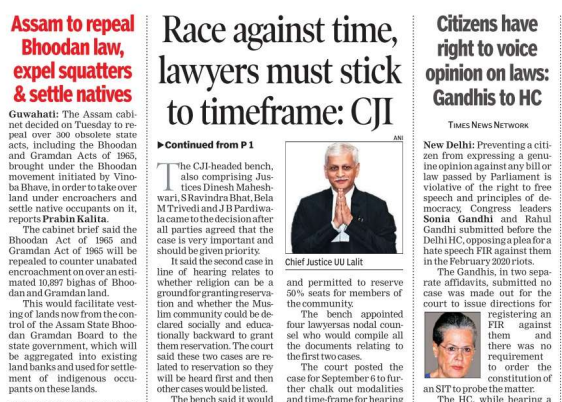 Assam to repeal
Bhoodan law,
expel squatters
& settle natives
Guwahati: The Assam cabi-
net decided on Tuesday to re-
peal over 300 obsolete state
acts, including the Bhoodan
and Gramdan Acts of 1965,
brought under the Bhoodan
movement initiated by Vino-
ba Bhave, in order to take over
land under encroachers and
settle native occupants on it,
reports Prabin Kalita.
The cabinet brief said the
Bhoodan Act of 1965 and
Gramdan Act of 1965 will be
repealed to counter unabated
encroachment on over an esti-
mated 10,897 bighas of Bhoo-
dan and Gramdan land.
This would facilitate vest-
ing of lands now from the con-
trol of the Assam State Bhoo-
dan Gramdan Board to the
state government, which will
be aggregated into existing
land banks and used for settle-
ment of indigenous occu-
pants on these lands.
Race against time,
lawyers must stick
to timeframe: CJI
▶Continued from P 1
The CJI-headed bench,
also comprising Jus-
tices Dinesh Mahesh-
wari, S Ravindra Bhat, Bela
M Trivedi and J B Pardiwa-
la came to the decision after
all parties agreed that the
case is very important and
should be given priority.
It said the second case in
line of hearing relates to
whether religion can be a
ground for granting reserva-
tion and whether the Mus-
lim community could be de-
clared socially and educa-
tionally backward to grant
them reservation. The court
said these two cases are re-
lated to reservation so they
will be heard first and then
other cases would be listed.
The bench said it would
ANI
Chief Justice UU Lalit
and permitted to reserve
50% seats for members of
the community.
The bench appointed
four lawyersas nodal coun-
sel who would compile all
the documents relating to
the first two cases.
The court posted the
case for September 6 to fur-
ther chalk out modalities
and time-frame for hearing
Citizens have
right to voice
opinion on laws:
Gandhis to HC
TIMES NEWS NETWORK
New Delhi: Preventing a citi-
zen from expressing a genu-
ine opinion against any bill or
law passed by Parliament is
violative of the right to free
speech and principles of de-
mocracy, Congress leaders
Sonia Gandhi and Rahul
Gandhi submitted before the
Delhi HC, opposing a plea for a
hate speech FIR against them
in the February 2020 riots.
The Gandhis, in two sepa-
rate affidavits, submitted no
case was made out for the
court to issue directions for
registering an
FIR against
them and
there was no
requirement
to order the
constitution of
an SIT to probe the matter.
The HC, while hearing a